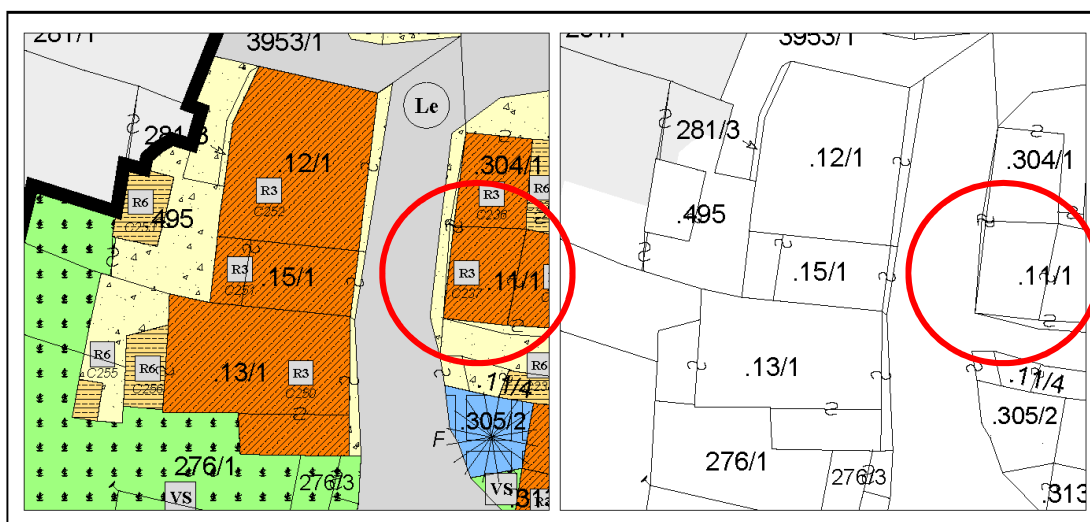 281/1
3953/1
Le
281/3
.12/1
.304/1
R3
C252
R3
C236
R6
R6
.495
.15/1
R3
C251
R3
C237
.11/1
.13/1
R3
C250
R6
C255
R6
C256
R6
.11/4
.305/2
F
276/1
276/3
VS
VS
.313
3953/1
281/3
.12/1
.304/1
.495
.15/1
.11/1
.13/1
.11/4
.305/2
276/1
276/3
.313